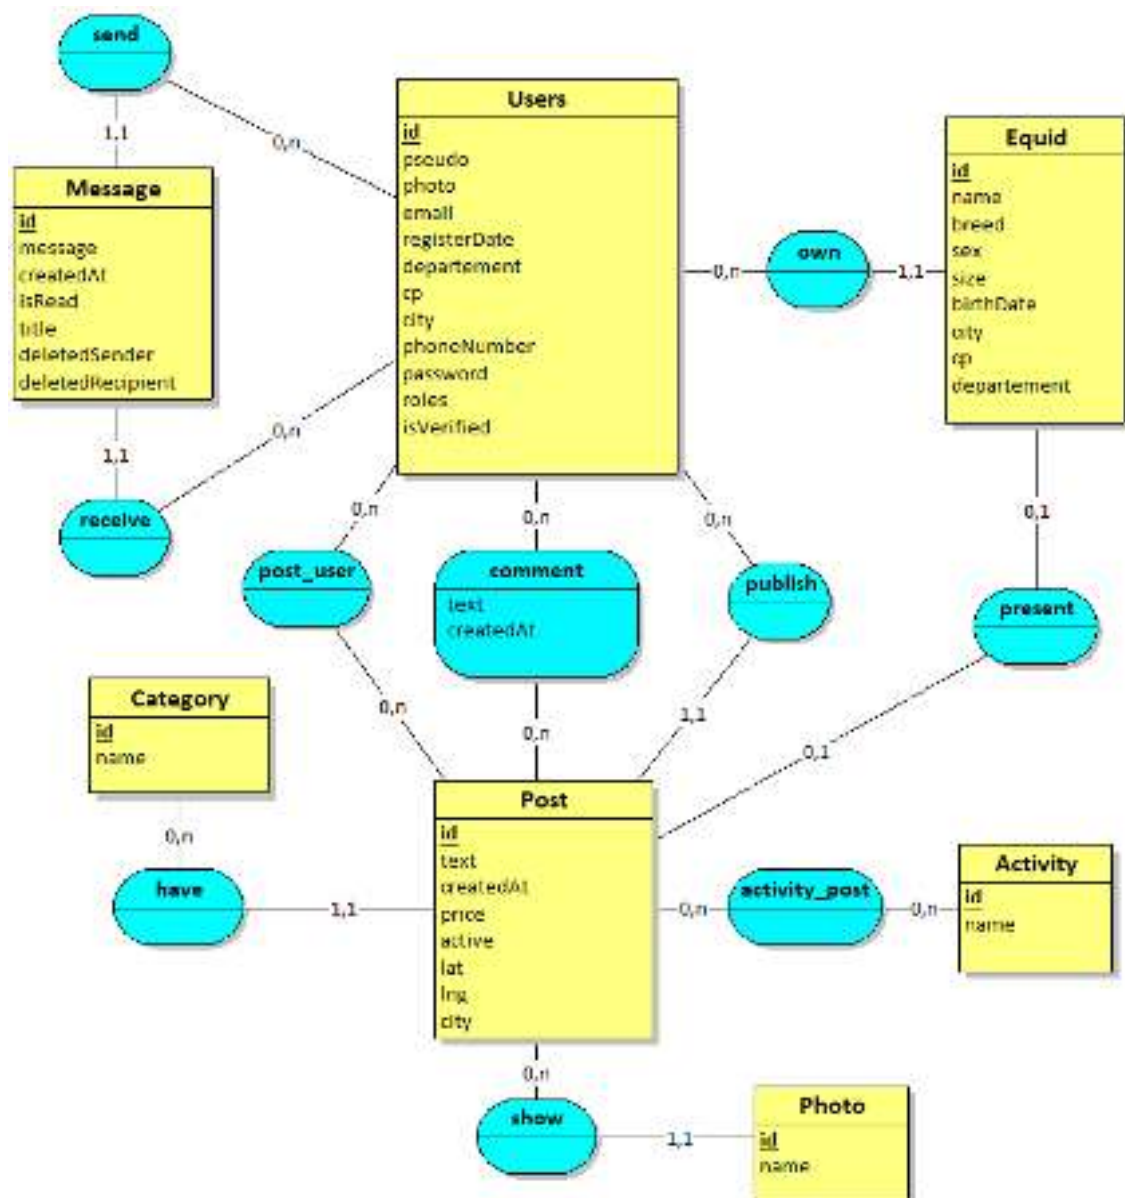 send
1,1
0,n
Users
id
pseudo
photo
email
registerDate
departement
cp
city
phoneNumber
password
roles
isVerified
Message
id
message
createdAt
isRead
title
deletedSender
deletedRecipient
1,1
0,n
receive
0,n
own
1,1
Equid
id
name
breed
sex
size
birthDate
city
cp
departement
0,1
present
0,1
0,n
post_user
0,n
0,n
comment
text
createdAt
0,n
0,n
publish
1,1
Category
id
name
0,n
have
1,1
Post
id
text
createdAt
price
active
lat
lng
city
0,n
activity_post
0,n
Activity
id
name
0,n
show
1,1
Photo
id
name